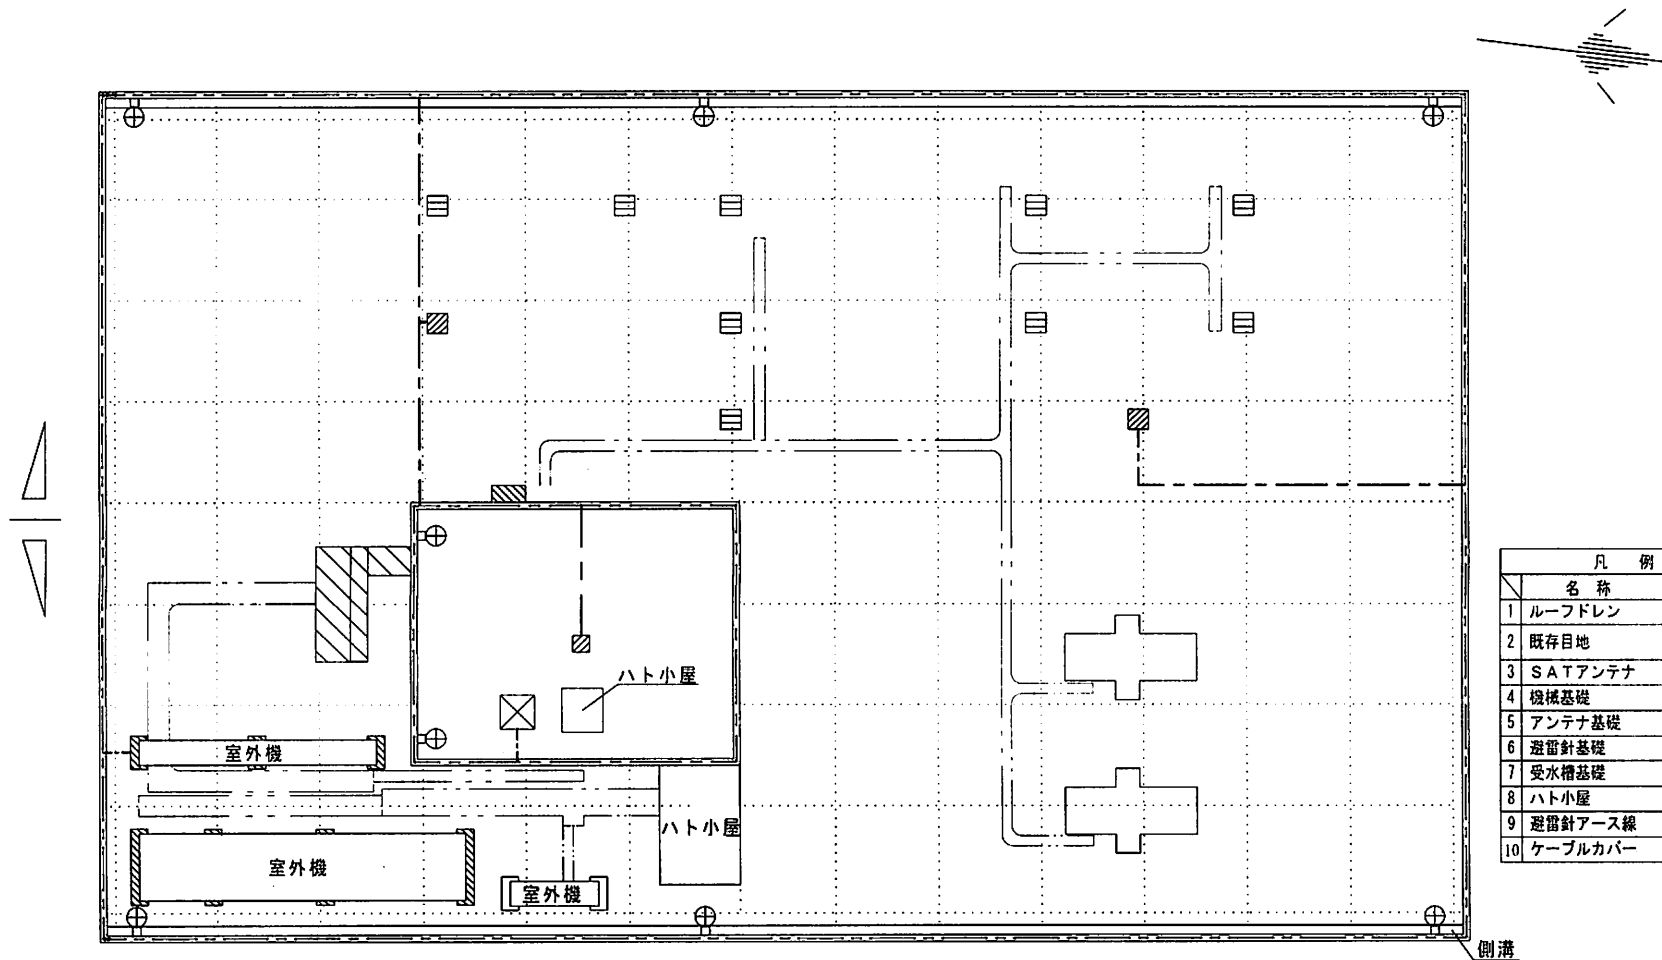 凡 例
名 称
1 ルーフドレン
2 既存目地
3 SATアンテナ
4 機械基礎
5 アンテナ基礎
6 避雷針基礎
7 受水槽基礎
8 ハト小屋
9 避雷針アース線
10 ケーブルカバー
ハト小屋
室外機
ハト小屋
室外機
室外機
側溝